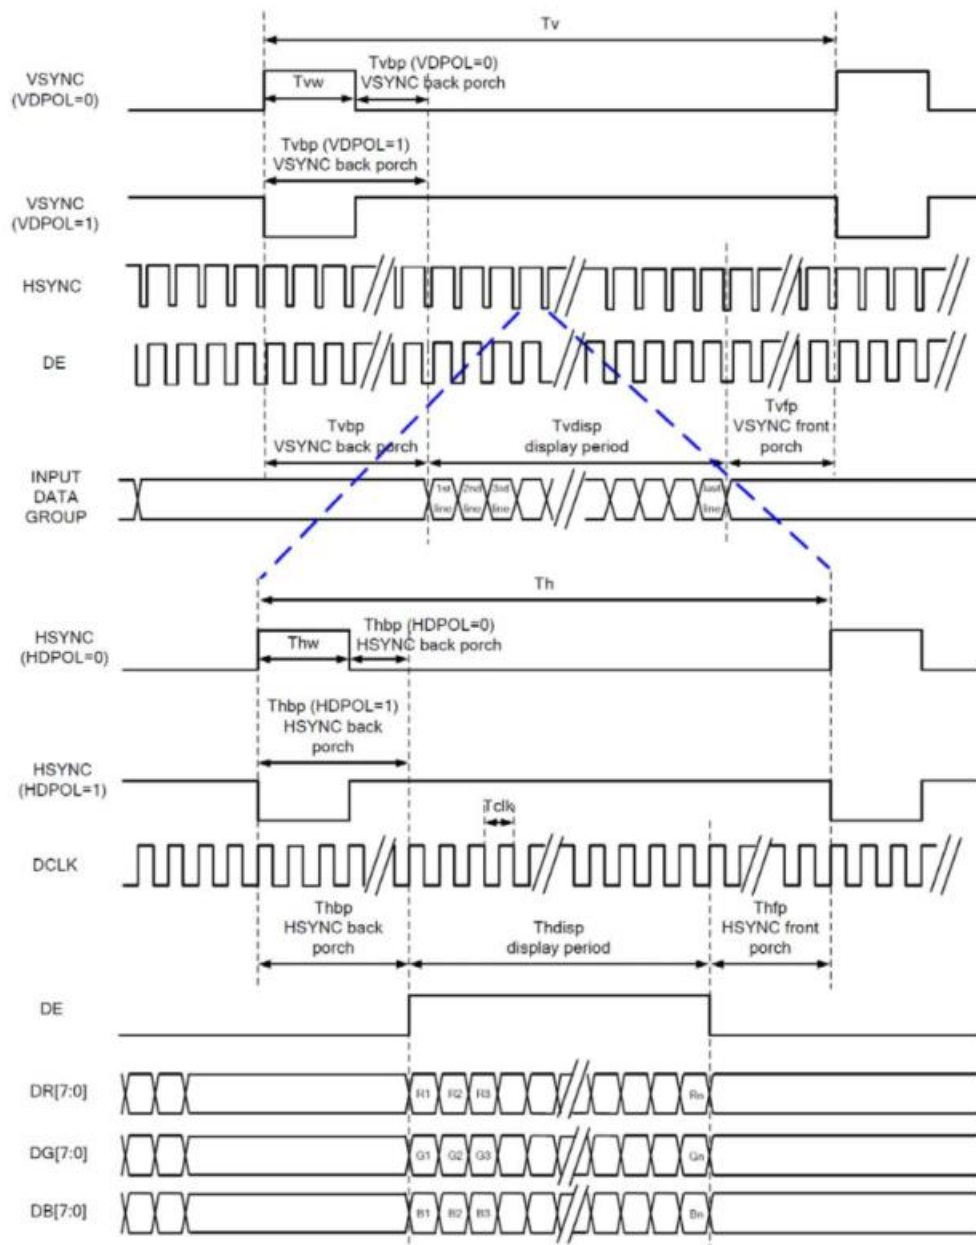 Tv
VSYNC
(VDPOL=0)
Tvw
Tvbp (VDPOL=0)
VSYNC back porch
Tvbp (VDPOL=1)
VSYNC back porch
VSYNC
(VDPOL=1)
HSYNC
DE
Tvbp
VSYNC back porch
Tvdisp
display period
Tvfp
VSYNC front
porch
INPUT
DATA
GROUP
1st
line
2nd
line
3rd
line
last
line
Th
HSYNC
(HDPOL=0)
Thw
Thbp (HDPOL=0)
HSYNC back porch
Thbp (HDPOL=1)
HSYNC back
porch
HSYNC
(HDPOL=1)
Tclk
DCLK
Thbp
HSYNC back
porch
Thdisp
display period
Thfp
HSYNC front
porch
DE
DR[7:0]
R1 R2 R3 Rn
DG[7:0]
G1 G2 G3 Gn
DB[7:0]
B1 B2 B3 Bn